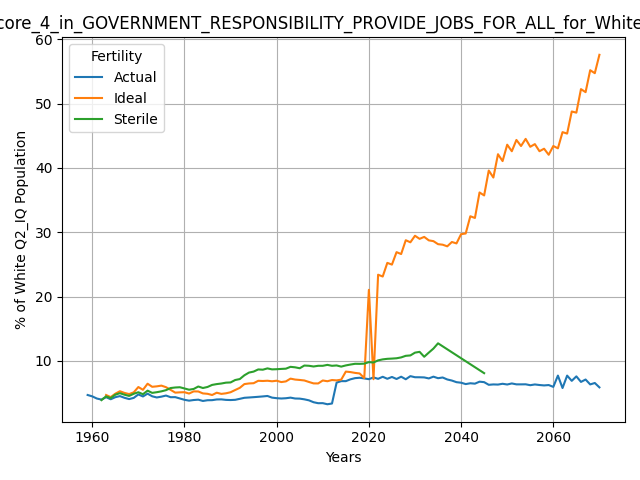 core_4_in_GOVERNMENT_RESPONSIBILITY_PROVIDE_JOBS_FOR_ALL_for_White
Fertility
Actual
Ideal
Sterile
% of White Q2_IQ Population
60
50
40
30
20
10
1960 1980 2000 2020 2040 2060
Years